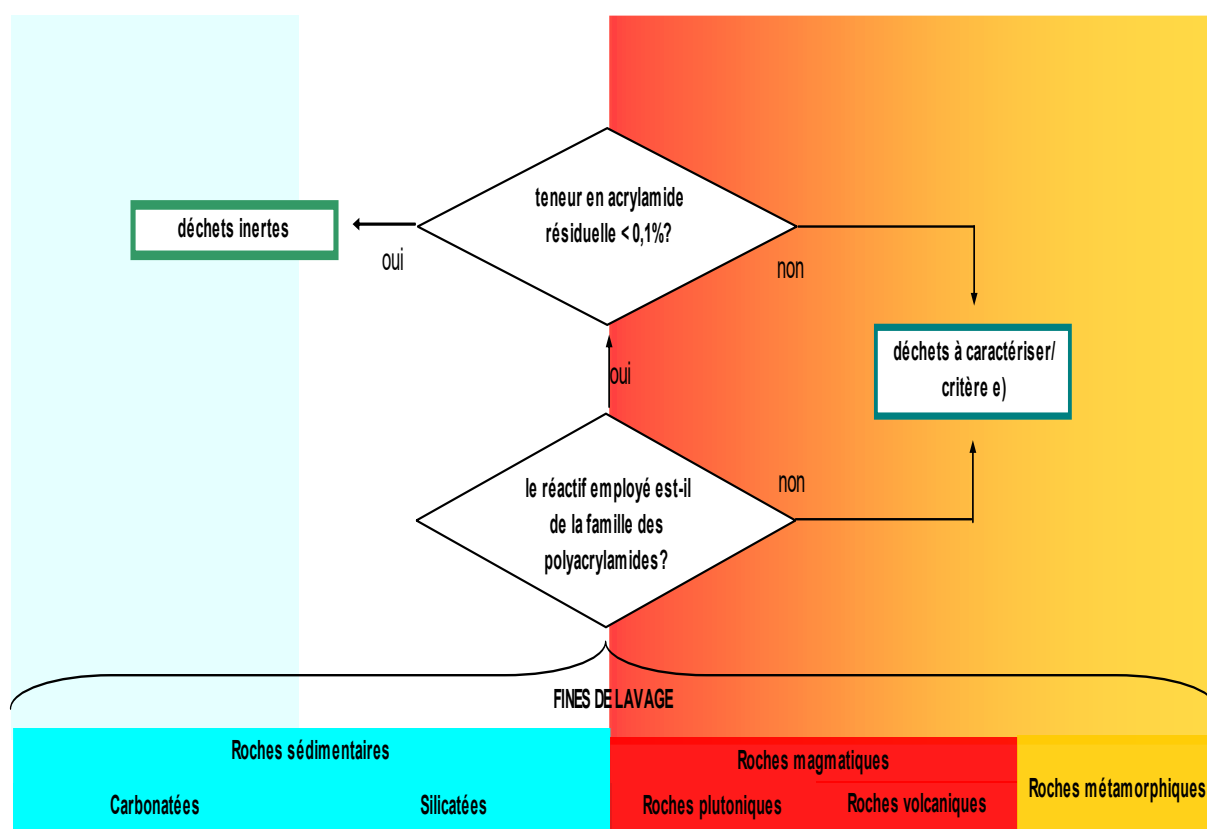 teneur en acrylamide
résiduelle < 0,1%?
déchets inertes
oui
non
déchets à caractériser/
critère e)
oui
le réactif employé est-il
de la famille des
polyacrylamides?
non
FINES DE LAVAGE
Roches sédimentaires
Carbonatées
Silicatées
Roches magmatiques
Roches plutoniques
Roches volcaniques
Roches métamorphiques